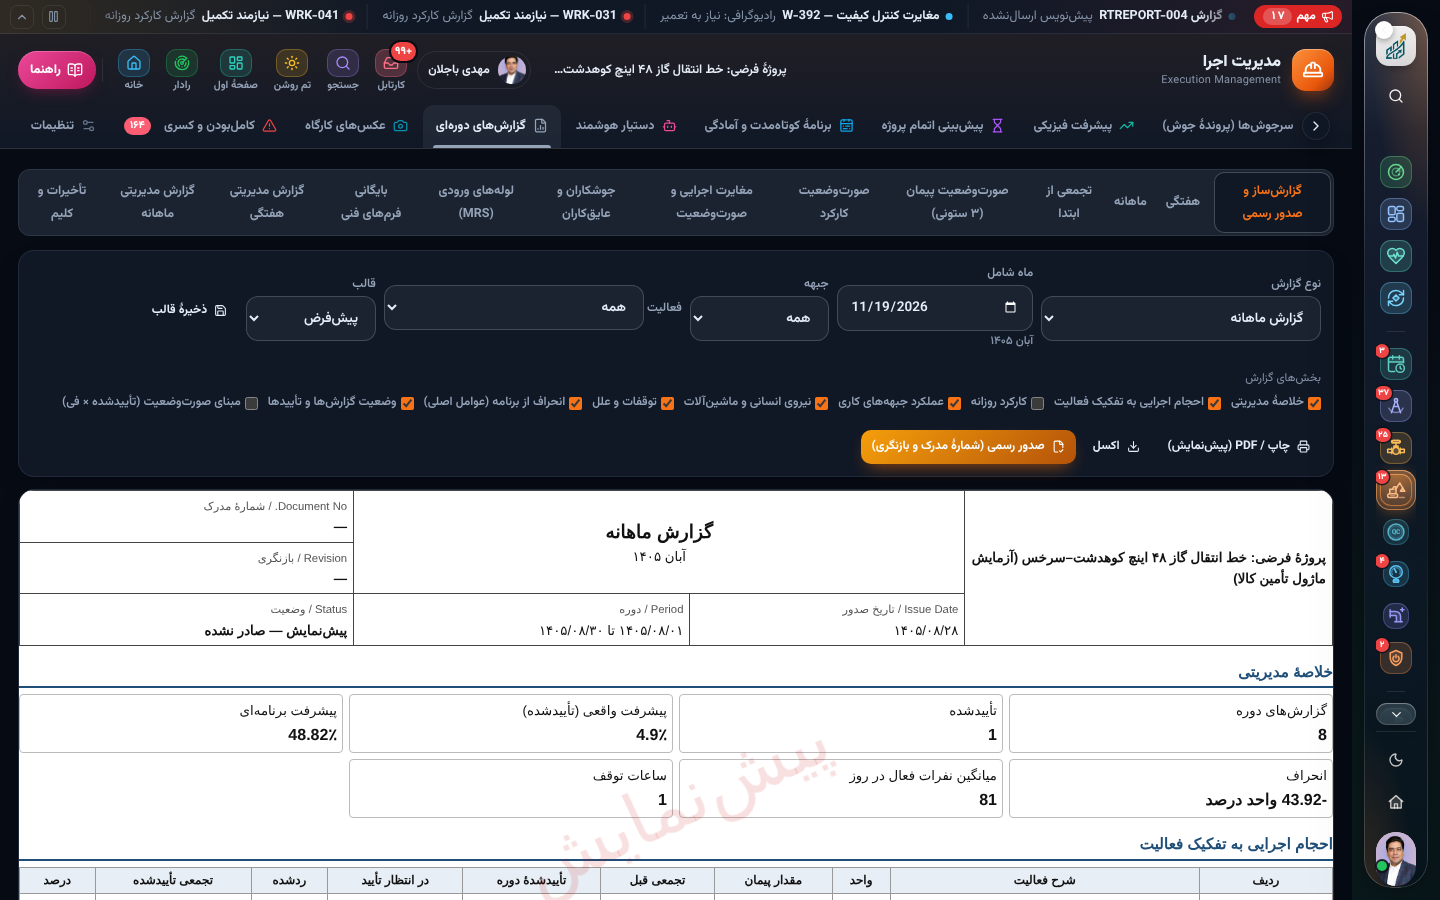 مهم ۱۷
گزارش RTREPORT-004 پیش‌نویس ارسال‌نشده
مغایرت کنترل کیفیت — W-392 رادیوگرافی: نیاز به تعمیر
WRK-031 — نیازمند تکمیل گزارش کارکرد روزانه
WRK-041 — نیازمند تکمیل گزارش کارکرد روزانه
مدیریت اجرا
Execution Management
پروژهٔ فرضی: خط انتقال گاز ۴۸ اینچ کوهدشت...
مهدی باجلان
۹۹+
کارتابل
جستجو
تم روشن
صفحهٔ اول
رادار
خانه
راهنما
سرجوش‌ها (پروندهٔ جوش)
پیشرفت فیزیکی
پیش‌بینی اتمام پروژه
برنامهٔ کوتاه‌مدت و آمادگی
دستیار هوشمند
گزارش‌های دوره‌ای
عکس‌های کارگاه
کامل‌بودن و کسری ۱۶۴
تنظیمات
گزارش‌ساز و صدور رسمی
هفتگی
ماهانه
تجمعی از ابتدا
صورت‌وضعیت پیمان (۳ ستونی)
صورت‌وضعیت کارکرد
مغایرت اجرایی و صورت‌وضعیت
جوشکاران و عایق‌کاران
لوله‌های ورودی (MRS)
بایگانی فرم‌های فنی
گزارش مدیریتی هفتگی
گزارش مدیریتی ماهانه
تأخیرات و کلیم
نوع گزارش
گزارش ماهانه
ماه شامل
11/19/2026
آبان ۱۴۰۵
جبهه
همه
فعالیت
همه
قالب
پیش‌فرض
ذخیرهٔ قالب
بخش‌های گزارش
خلاصهٔ مدیریتی
احجام اجرایی به تفکیک فعالیت
کارکرد روزانه
عملکرد جبهه‌های کاری
نیروی انسانی و ماشین‌آلات
توقفات و علل
انحراف از برنامه (عوامل اصلی)
وضعیت گزارش‌ها و تأییدها
مبنای صورت‌وضعیت (تأییدشده × فی)
چاپ / PDF (پیش‌نمایش)
اکسل
صدور رسمی (شمارهٔ مدرک و بازنگری)
پروژهٔ فرضی: خط انتقال گاز ۴۸ اینچ کوهدشت–سرخس (آزمایش ماژول تأمین کالا)
گزارش ماهانه
آبان ۱۴۰۵
Document No. / شمارهٔ مدرک
—
Revision / بازنگری
—
Issue Date / تاریخ صدور
۱۴۰۵/۰۸/۲۸
Period / دوره
۱۴۰۵/۰۸/۰۱ تا ۱۴۰۵/۰۸/۳۰
Status / وضعیت
پیش‌نمایش — صادر نشده
خلاصهٔ مدیریتی
گزارش‌های دوره
8
تأییدشده
1
پیشرفت واقعی (تأییدشده)
4.9٪
پیشرفت برنامه‌ای
48.82٪
انحراف
-43.92 واحد درصد
میانگین نفرات فعال در روز
81
ساعات توقف
1
پیش‌نمایش
احجام اجرایی به تفکیک فعالیت
ردیف
شرح فعالیت
واحد
مقدار پیمان
تجمعی قبل
تأییدشدهٔ دوره
در انتظار تأیید
ردشده
تجمعی تأییدشده
درصد
۳
۳۷
۲۵
۱۳
QC
۴
۲